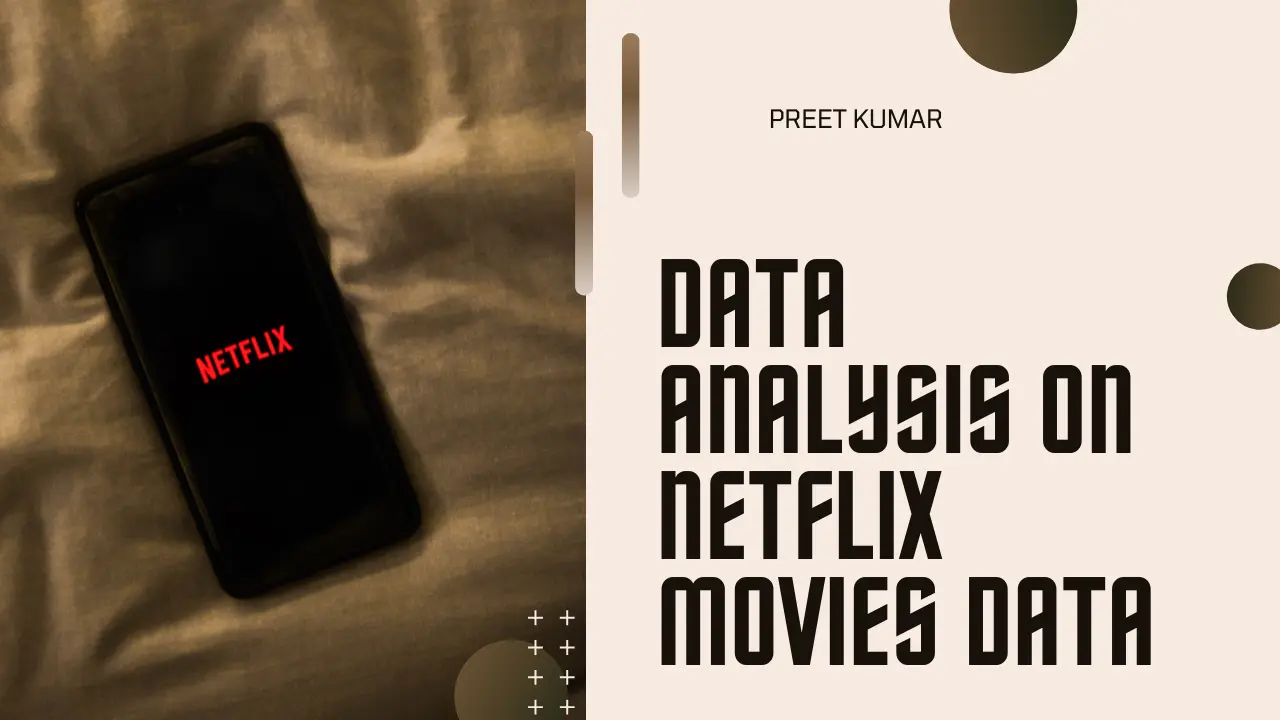 NETFLIX
PREET KUMAR
DATA
ANALYSIS ON
NETFLIX
MOVIES DATA